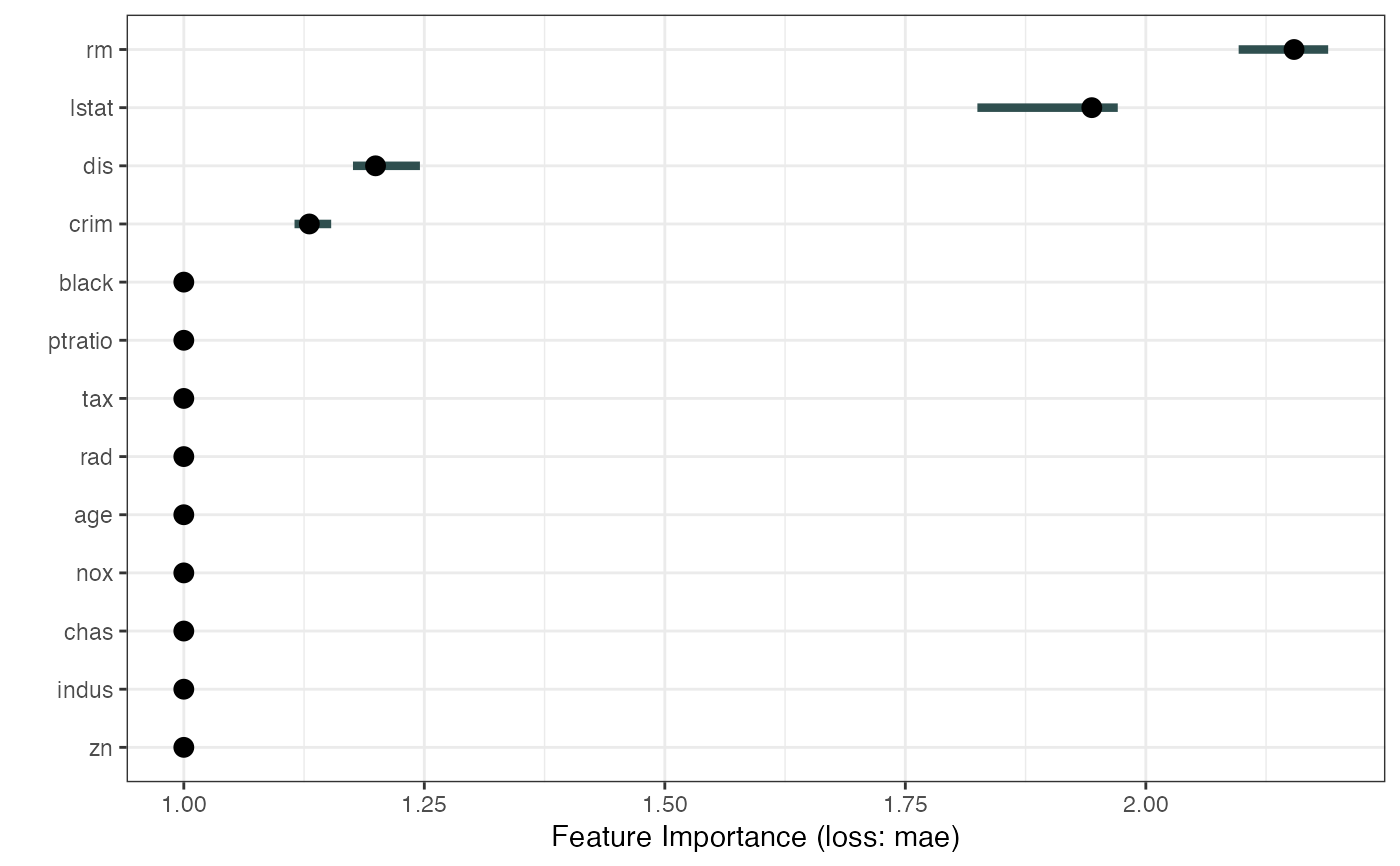 rm
lstat
dis
crim
black
ptratio
tax
rad
age
nox
chas
indus
zn
1.00 1.25 1.50 1.75 2.00
Feature Importance (loss: mae)